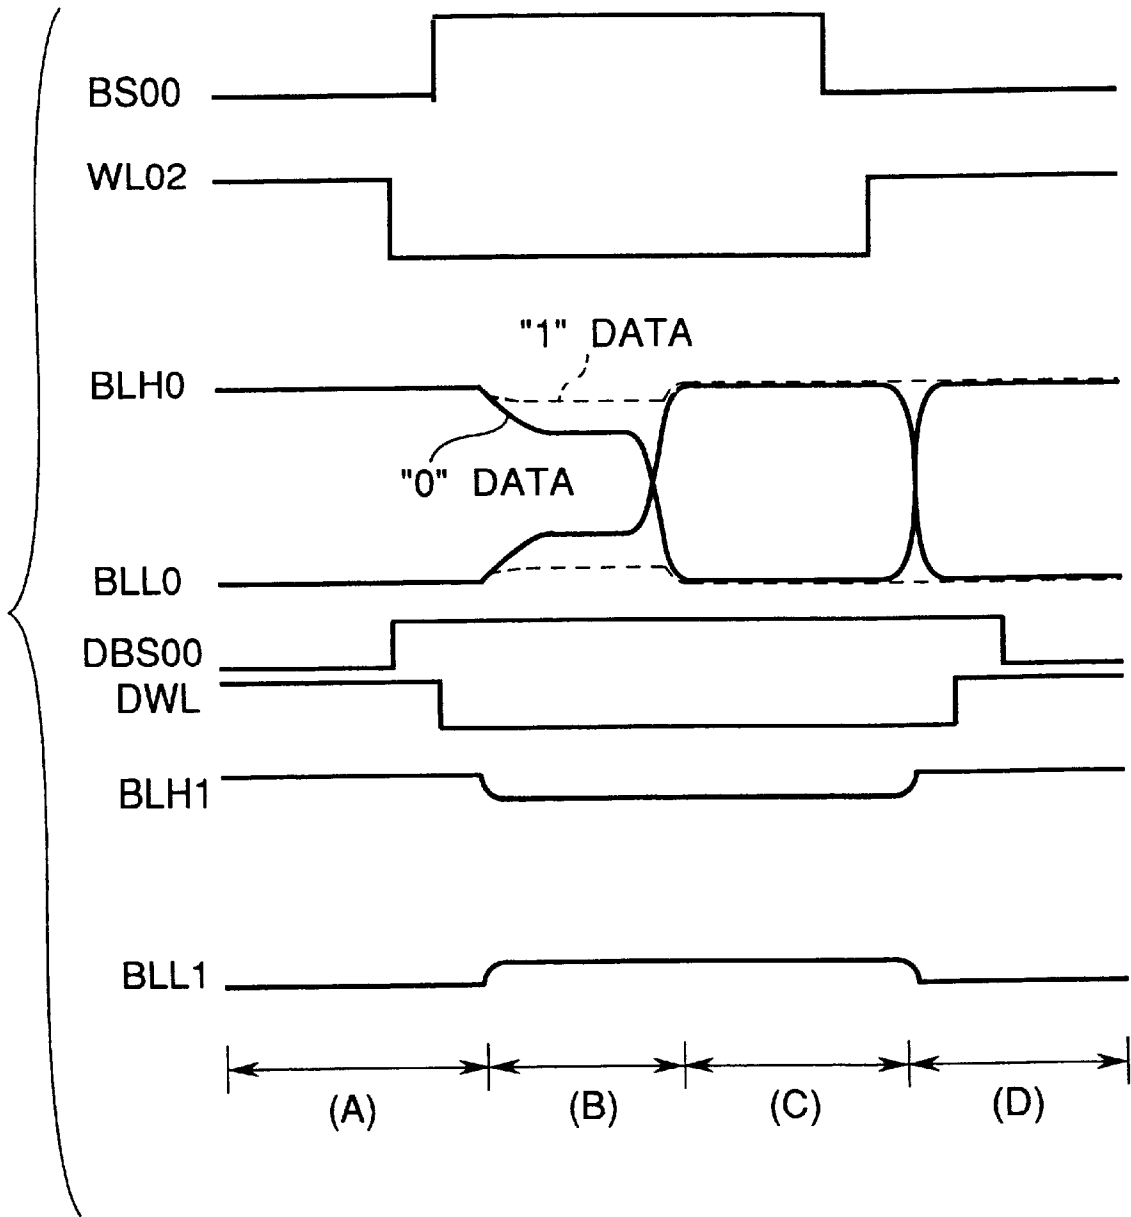 BS00
WL02
"1" DATA
BLH0
"0" DATA
BLL0
DBS00
DWL
BLH1
BLL1
(A) (B) (C) (D)